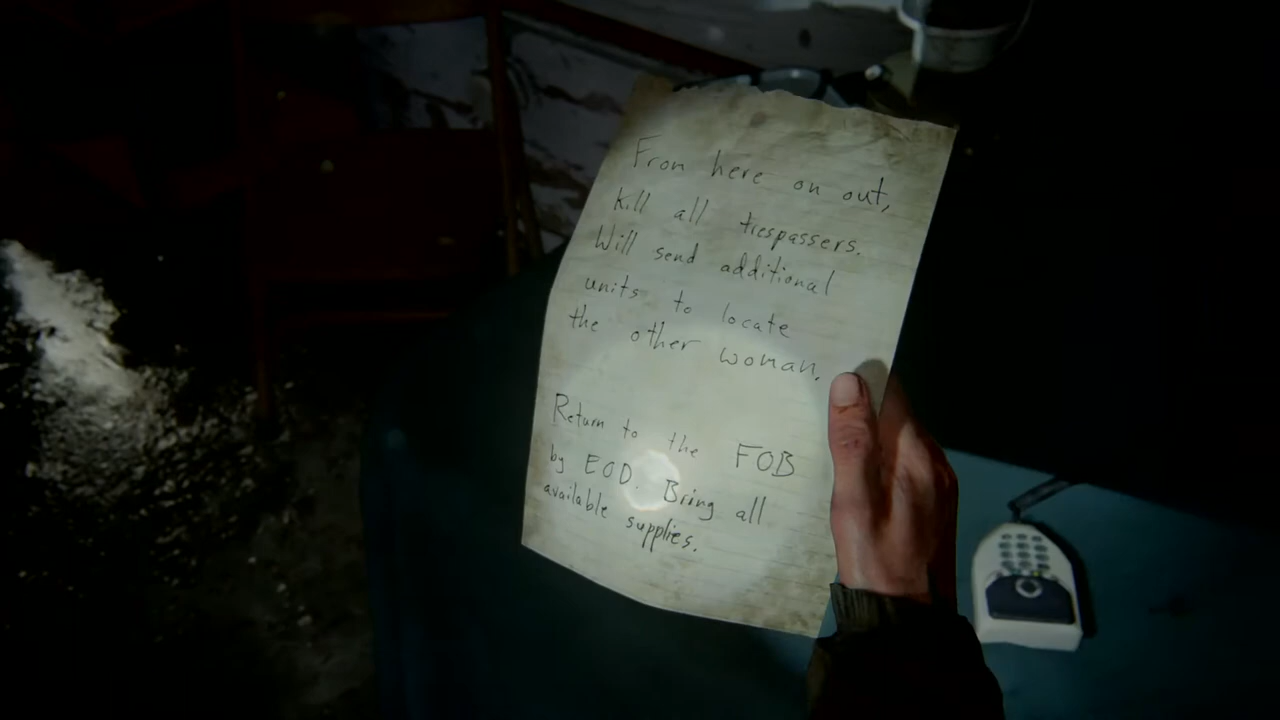 From here on out,
kill all trespassers.
Will send additional
units to locate
the other woman.
Return to the FOB
by EOD. Bring all
available supplies.